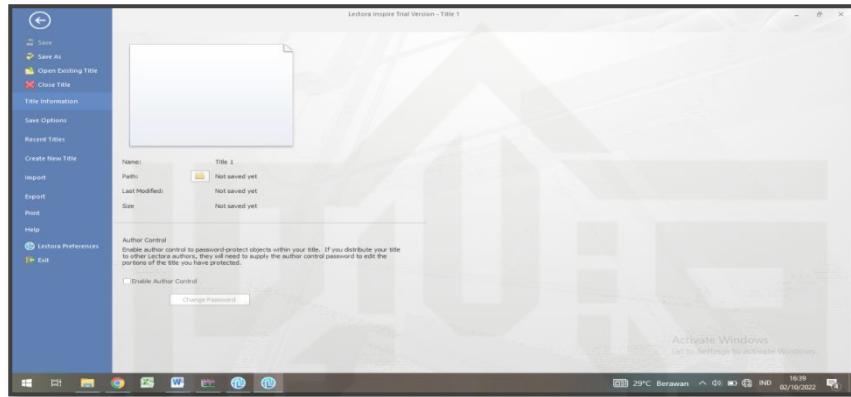 Lectora Inspire Trial Version - Title 1
Save
Save As
Open Existing Title
Close Title
Title Information
Save Options
Recent Titles
Create New Title
Import
Export
Print
Help
Lectora Preferences
Exit
Name: Title 1
Path: Not saved yet
Last Modified: Not saved yet
Size Not saved yet
Author Control
Enable author control to password-protect objects within your title. If you distribute your title
to other Lectora authors, they will need to supply the author control password to edit the
portions of the title you have protected.
Enable Author Control
Change Password
Activate Windows
Go to Settings to activate Windows.
29°C Berawan IND 16:39
02/10/2022